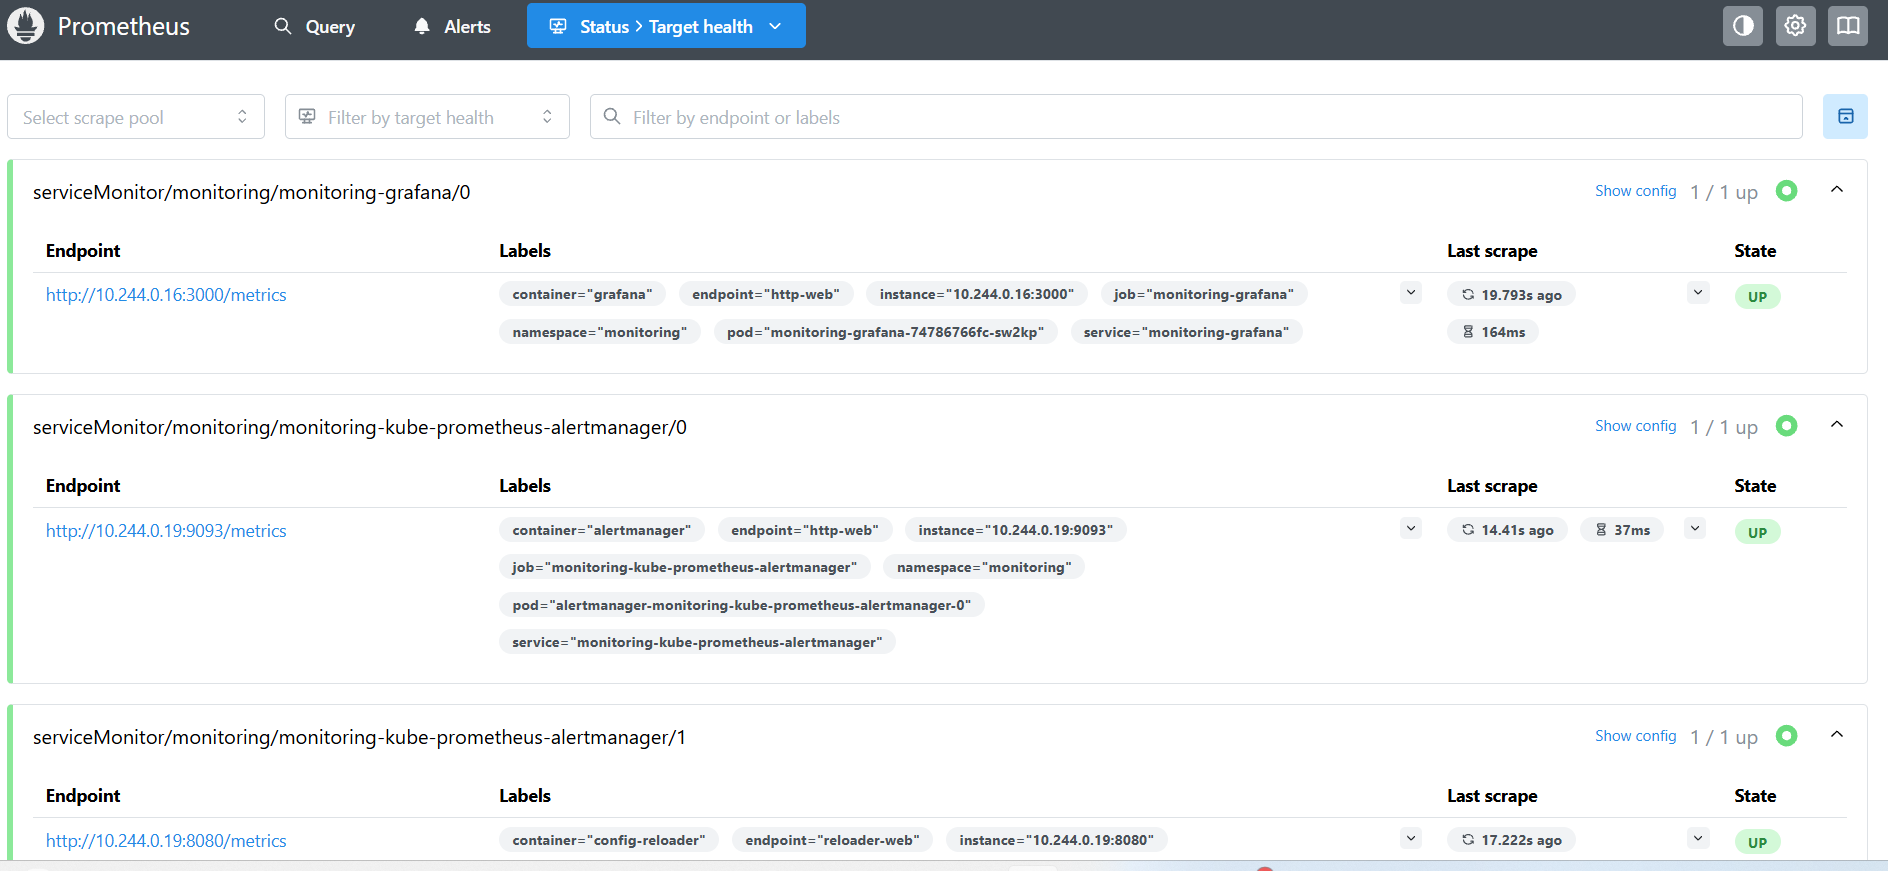 Prometheus Query Alerts Status > Target health
Select scrape pool Filter by target health Filter by endpoint or labels
serviceMonitor/monitoring/monitoring-grafana/0 Show config 1 / 1 up
Endpoint Labels Last scrape State
http://10.244.0.16:3000/metrics container="grafana" endpoint="http-web" instance="10.244.0.16:3000" job="monitoring-grafana" 19.793s ago UP
namespace="monitoring" pod="monitoring-grafana-74786766fc-sw2kp" service="monitoring-grafana" 164ms
serviceMonitor/monitoring/monitoring-kube-prometheus-alertmanager/0 Show config 1 / 1 up
Endpoint Labels Last scrape State
http://10.244.0.19:9093/metrics container="alertmanager" endpoint="http-web" instance="10.244.0.19:9093" 14.41s ago 37ms UP
job="monitoring-kube-prometheus-alertmanager" namespace="monitoring"
pod="alertmanager-monitoring-kube-prometheus-alertmanager-0"
service="monitoring-kube-prometheus-alertmanager"
serviceMonitor/monitoring/monitoring-kube-prometheus-alertmanager/1 Show config 1 / 1 up
Endpoint Labels Last scrape State
http://10.244.0.19:8080/metrics container="config-reloader" endpoint="reloader-web" instance="10.244.0.19:8080" 17.222s ago UP